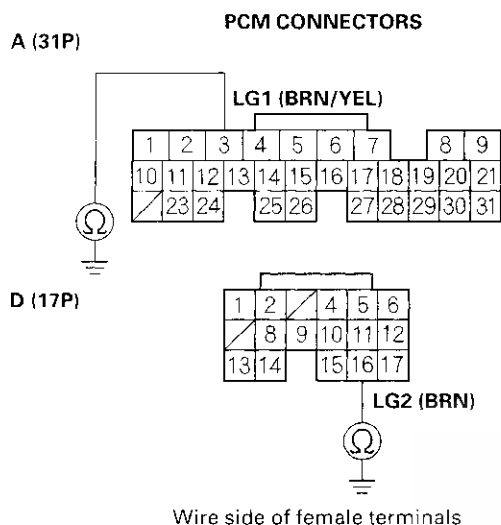 PCM CONNECTORS
A (31P)
LG1 (BRN/YEL)
1 2 3 4 5 6 7 8 9
10 11 12 13 14 15 16 17 18 19 20 21
23 24 25 26 27 28 29 30 31
Ω
D (17P)
1 2 4 5 6
8 9 10 11 12
13 14 15 16 17
LG2 (BRN)
Ω
Wire side of female terminals